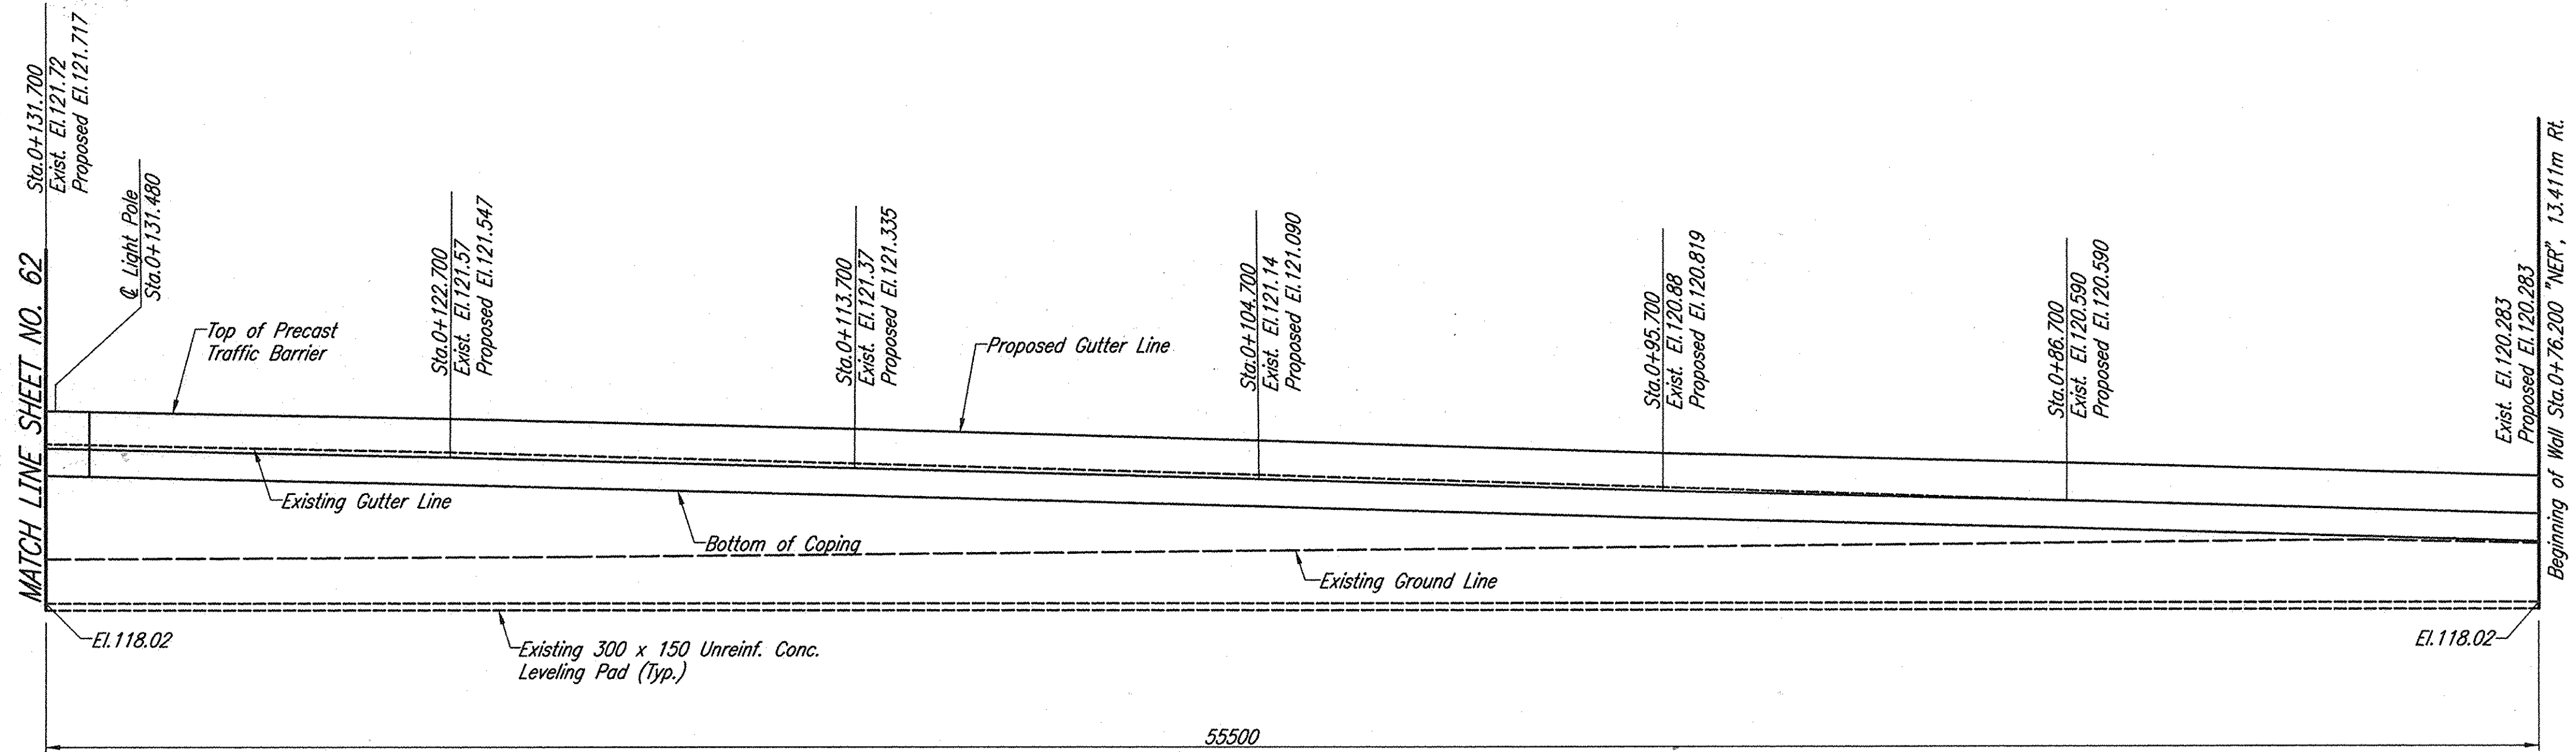 Sta.0+131.700
Exist. El.121.72
Proposed El.121.717
MATCH LINE SHEET NO. 62
℄ Light Pole
Sta.0+131.480
Top of Precast
Traffic Barrier
Sta.0+122.700
Exist. El.121.57
Proposed El.121.547
Sta.0+113.700
Exist. El.121.37
Proposed El.121.335
Proposed Gutter Line
Sta.0+104.700
Exist. El.121.14
Proposed El.121.090
Sta.0+95.700
Exist. El.120.88
Proposed El.120.819
Sta.0+86.700
Exist. El.120.590
Proposed El.120.590
Exist. El.120.283
Proposed El.120.283
Beginning of Wall Sta.0+76.200 "NER", 13.411m Rt.
Existing Gutter Line
Bottom of Coping
Existing Ground Line
El.118.02
Existing 300 x 150 Unreinf. Conc.
Leveling Pad (Typ.)
El.118.02
55500